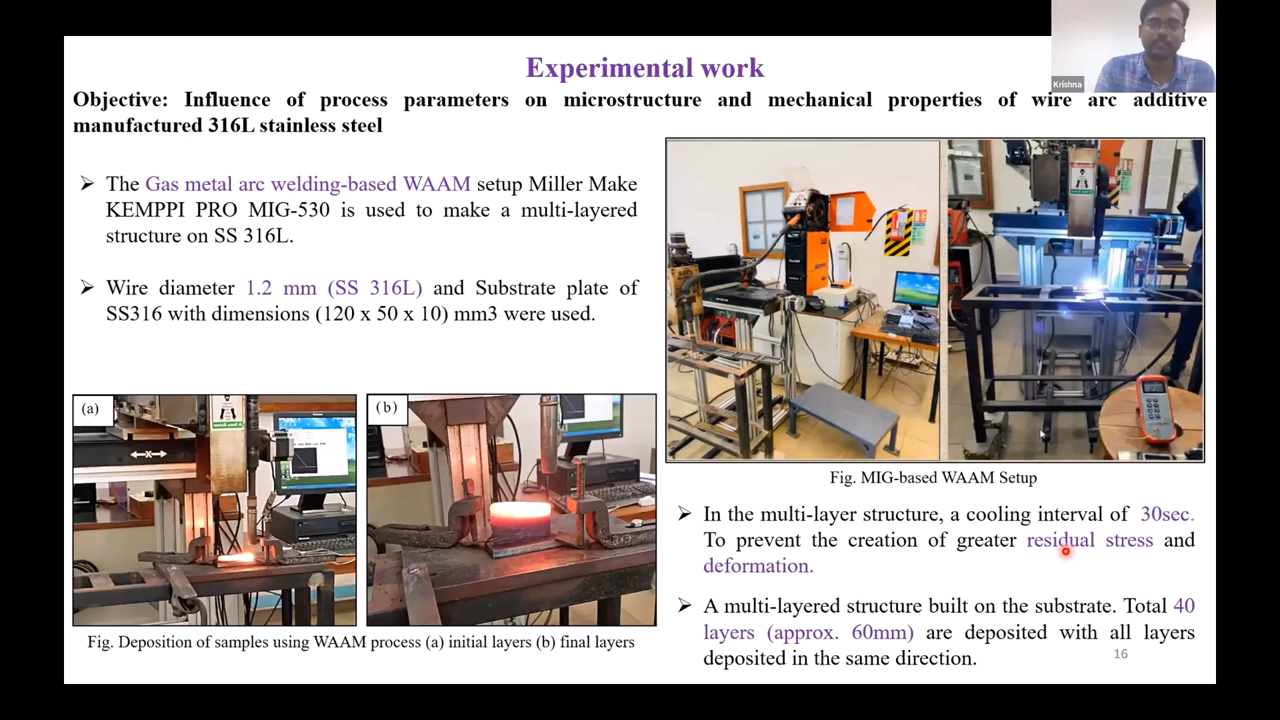 Experimental work
Krishna
Objective: Influence of process parameters on microstructure and mechanical properties of wire arc additive
manufactured 316L stainless steel
➢ The Gas metal arc welding-based WAAM setup Miller Make
KEMPPI PRO MIG-530 is used to make a multi-layered
structure on SS 316L.
➢ Wire diameter 1.2 mm (SS 316L) and Substrate plate of
SS316 with dimensions (120 x 50 x 10) mm3 were used.
(a)
(b)
X
Fig. Deposition of samples using WAAM process (a) initial layers (b) final layers
Fig. MIG-based WAAM Setup
➢ In the multi-layer structure, a cooling interval of 30sec.
To prevent the creation of greater residual stress and
deformation.
➢ A multi-layered structure built on the substrate. Total 40
layers (approx. 60mm) are deposited with all layers
deposited in the same direction.
16